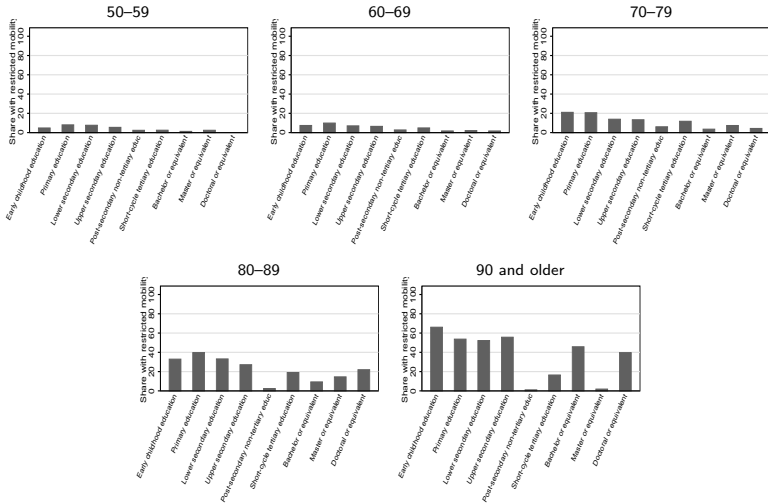 50–59
Share with restricted mobility
0 20 40 60 80 100
Early childhood education
Primary education
Lower secondary education
Upper secondary education
Post-secondary non-tertiary educ
Short-cycle tertiary education
Bachelor or equivalent
Master or equivalent
Doctoral or equivalent
60–69
Share with restricted mobility
0 20 40 60 80 100
Early childhood education
Primary education
Lower secondary education
Upper secondary education
Post-secondary non-tertiary educ
Short-cycle tertiary education
Bachelor or equivalent
Master or equivalent
Doctoral or equivalent
70–79
Share with restricted mobility
0 20 40 60 80 100
Early childhood education
Primary education
Lower secondary education
Upper secondary education
Post-secondary non-tertiary educ
Short-cycle tertiary education
Bachelor or equivalent
Master or equivalent
Doctoral or equivalent
80–89
Share with restricted mobility
0 20 40 60 80 100
Early childhood education
Primary education
Lower secondary education
Upper secondary education
Post-secondary non-tertiary educ
Short-cycle tertiary education
Bachelor or equivalent
Master or equivalent
Doctoral or equivalent
90 and older
Share with restricted mobility
0 20 40 60 80 100
Early childhood education
Primary education
Lower secondary education
Upper secondary education
Post-secondary non-tertiary educ
Short-cycle tertiary education
Bachelor or equivalent
Master or equivalent
Doctoral or equivalent